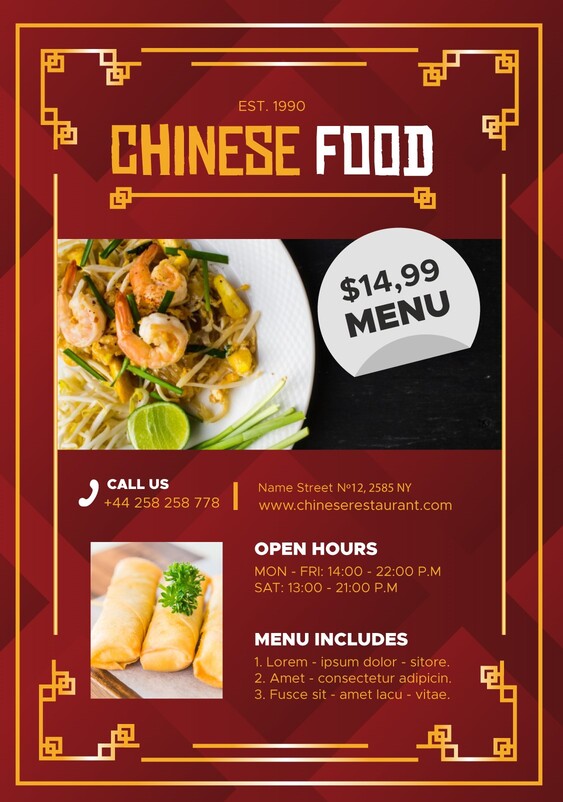 EST. 1990
CHINESE FOOD
$14,99
MENU
CALL US
+44 258 258 778
Name Street Nº12, 2585 NY
www.chineserestaurant.com
OPEN HOURS
MON - FRI: 14:00 - 22:00 P.M
SAT: 13:00 - 21:00 P.M
MENU INCLUDES
1. Lorem - ipsum dolor - sitore.
2. Amet - consectetur adipicin.
3. Fusce sit - amet lacu - vitae.